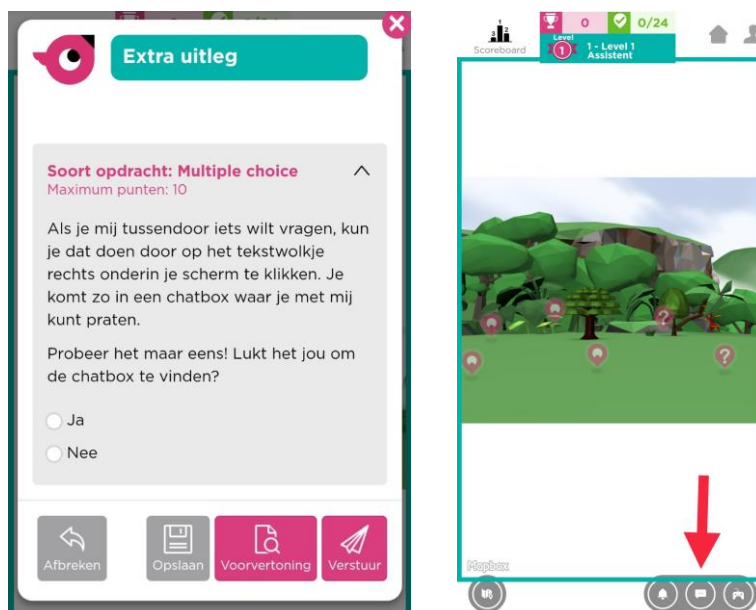 Extra uitleg
Soort opdracht: Multiple choice
Maximum punten: 10
Als je mij tussendoor iets wilt vragen, kun
je dat doen door op het tekstwolkje
rechts onderin je scherm te klikken. Je
komt zo in een chatbox waar je met mij
kunt praten.
Probeer het maar eens! Lukt het jou om
de chatbox te vinden?
Ja
Nee
Afbreken
Opslaan
Voorvertoning
Verstuur
1
2
3
Scoreboard
0
0/24
Level
1
1 - Level 1
Assistent
?
?
Mapbox